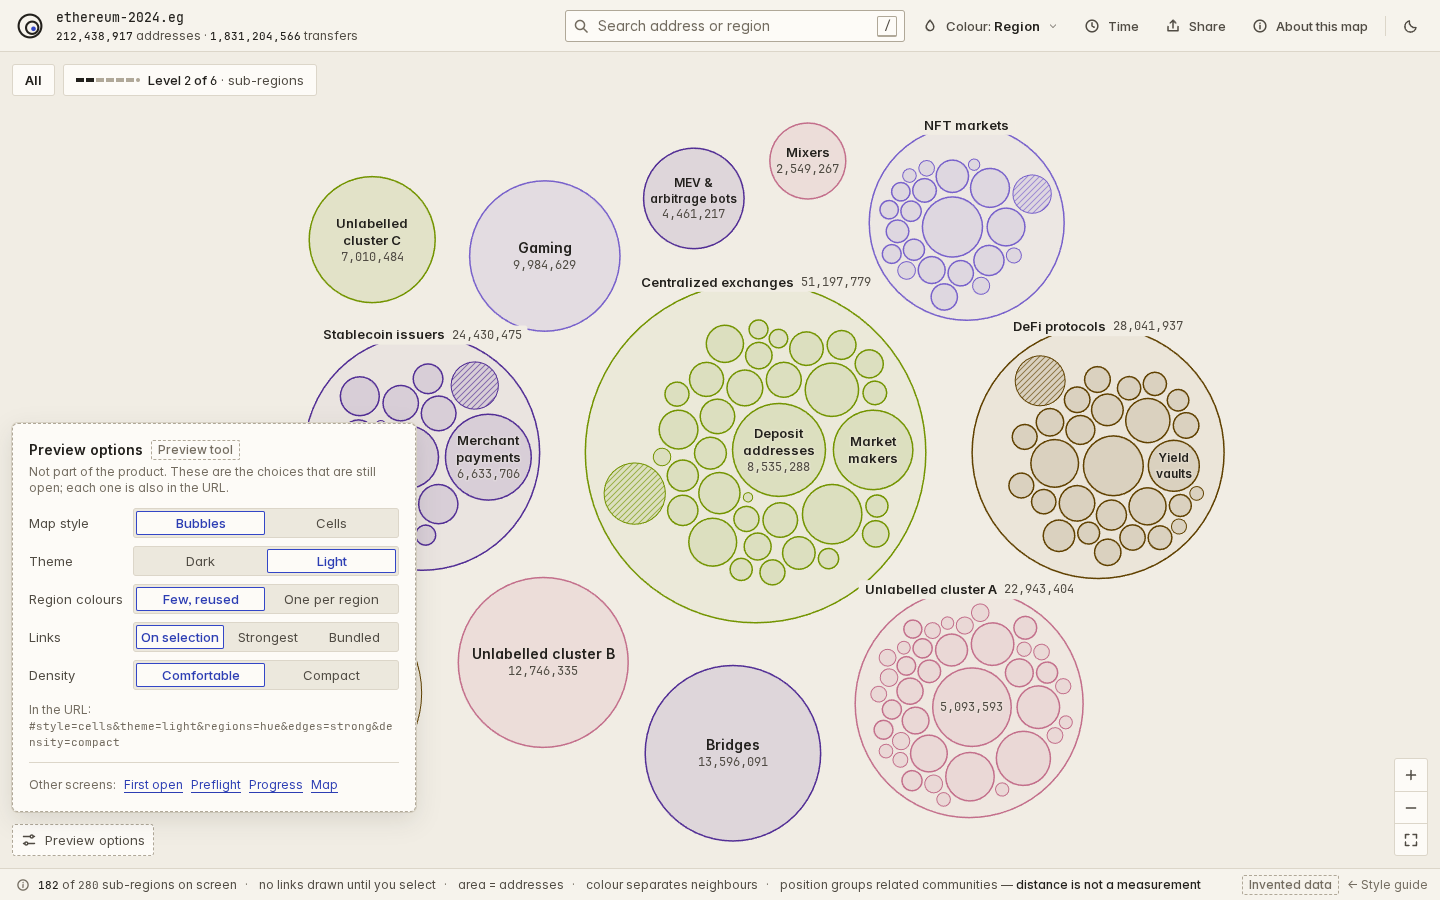 ethereum-2024.eg
212,438,917 addresses · 1,831,204,566 transfers
Search address or region
/
Colour: Region
Time
Share
About this map
All
Level 2 of 6 · sub-regions
NFT markets
Mixers
2,549,267
MEV &
arbitrage bots
4,461,217
Unlabelled
cluster C
7,010,484
Gaming
9,984,629
Centralized exchanges 51,197,779
Stablecoin issuers 24,430,475
DeFi protocols 28,041,937
Merchant
payments
6,633,706
Deposit
addresses
8,535,288
Market
makers
Yield
vaults
Unlabelled cluster A 22,943,404
Unlabelled cluster B
12,746,335
5,093,593
Bridges
13,596,091
Preview options Preview tool
Not part of the product. These are the choices that are still
open; each one is also in the URL.
Map style Bubbles Cells
Theme Dark Light
Region colours Few, reused One per region
Links On selection Strongest Bundled
Density Comfortable Compact
In the URL:
#style=cells&theme=light&regions=hue&edges=strong&de
nsity=compact
Other screens: First open Preflight Progress Map
Preview options
182 of 280 sub-regions on screen · no links drawn until you select · area = addresses · colour separates neighbours · position groups related communities — distance is not a measurement
Invented data
← Style guide